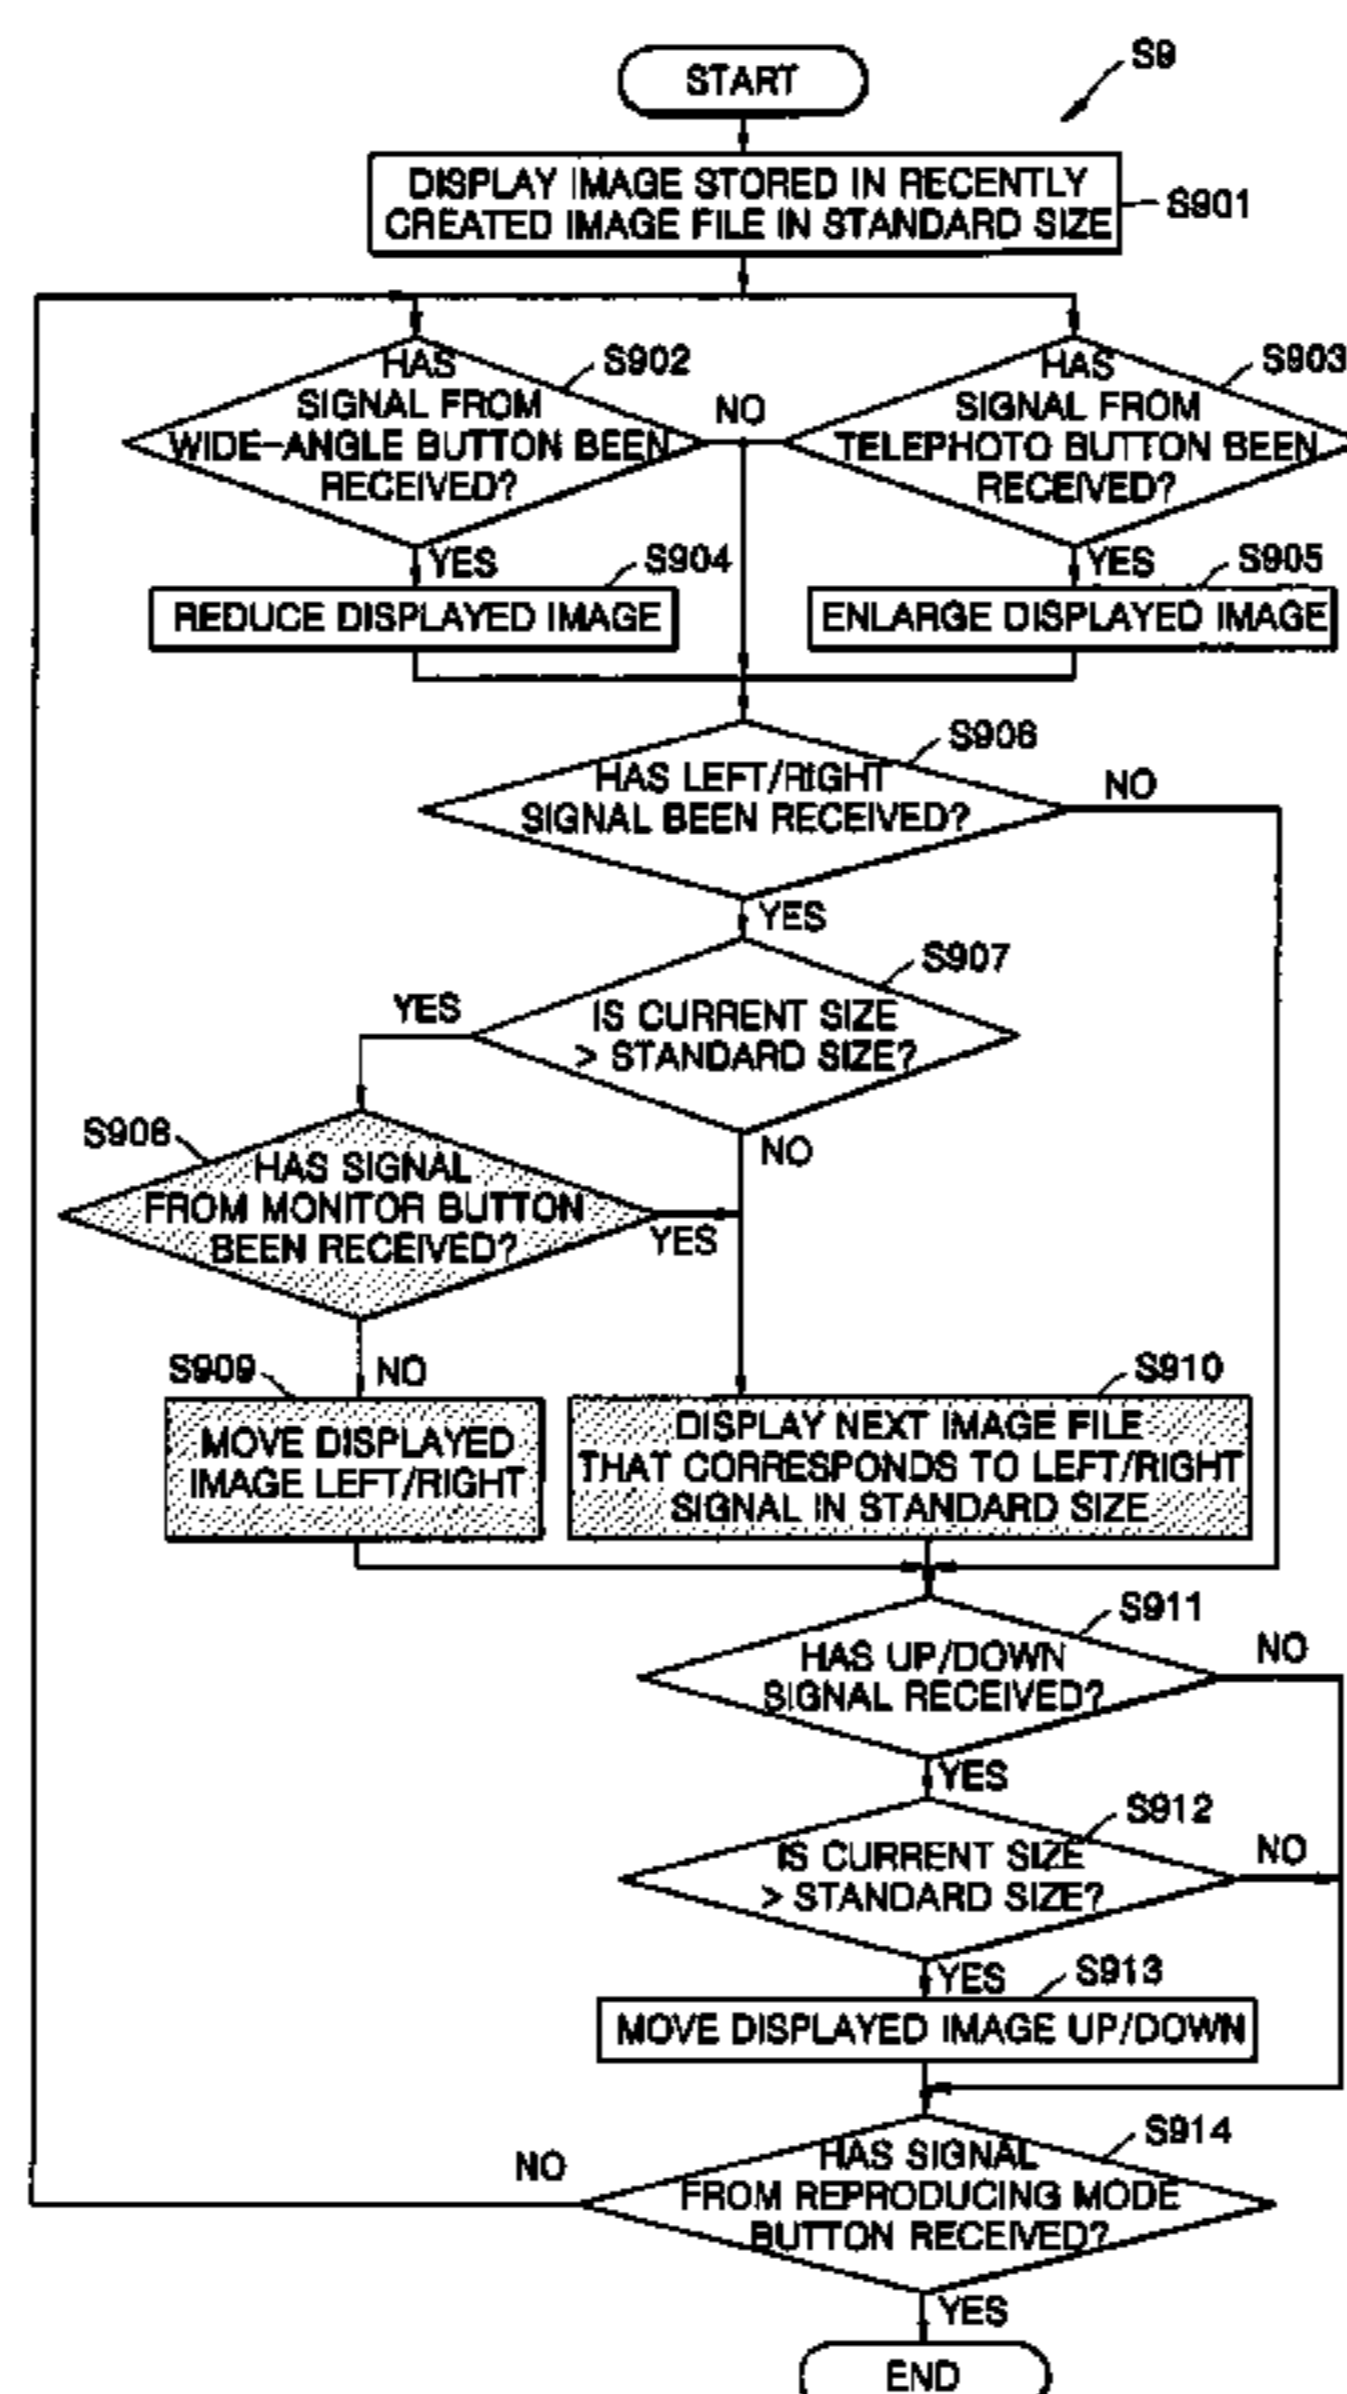 START
S9
DISPLAY IMAGE STORED IN RECENTLY
CREATED IMAGE FILE IN STANDARD SIZE
S901
HAS
SIGNAL FROM
WIDE-ANGLE BUTTON BEEN
RECEIVED?
S902
NO
HAS
SIGNAL FROM
TELEPHOTO BUTTON BEEN
RECEIVED?
S903
YES
S904
REDUCE DISPLAYED IMAGE
YES
S905
ENLARGE DISPLAYED IMAGE
S906
HAS LEFT/RIGHT
SIGNAL BEEN RECEIVED?
NO
YES
S907
IS CURRENT SIZE
> STANDARD SIZE?
YES
NO
S908
HAS SIGNAL
FROM MONITOR BUTTON
BEEN RECEIVED?
YES
NO
S909
MOVE DISPLAYED
IMAGE LEFT/RIGHT
S910
DISPLAY NEXT IMAGE FILE
THAT CORRESPONDS TO LEFT/RIGHT
SIGNAL IN STANDARD SIZE
S911
HAS UP/DOWN
SIGNAL RECEIVED?
NO
YES
S912
IS CURRENT SIZE
> STANDARD SIZE?
NO
YES
S913
MOVE DISPLAYED IMAGE UP/DOWN
S914
HAS SIGNAL
FROM REPRODUCING MODE
BUTTON RECEIVED?
NO
YES
END